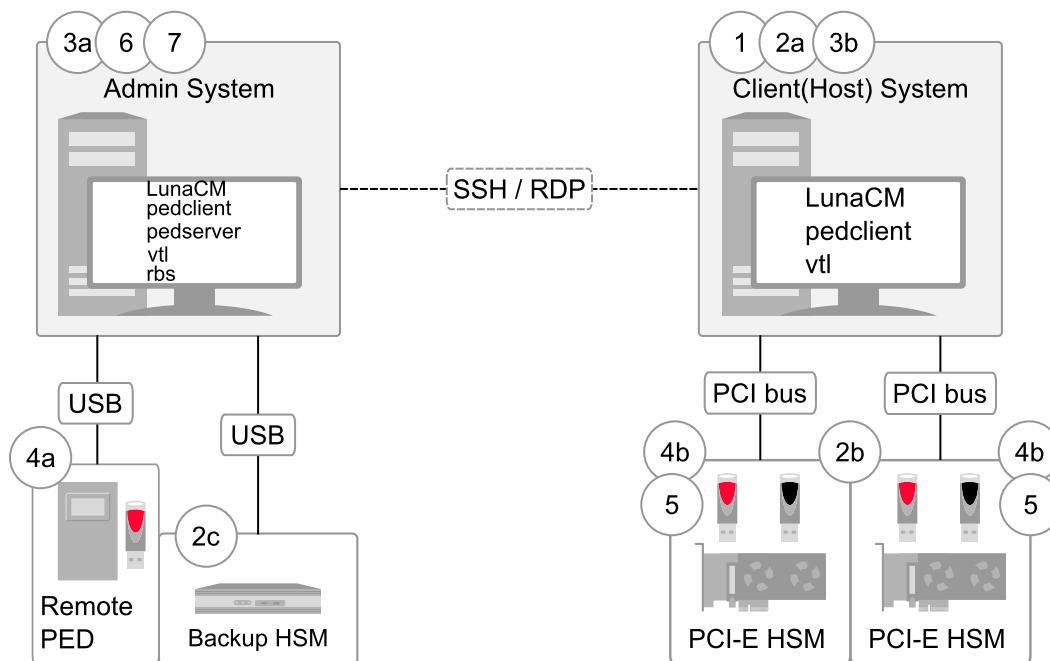 3a 6 7
Admin System
LunaCM
pedclient
pedserver
vtl
rbs
SSH / RDP
1 2a 3b
Client(Host) System
LunaCM
pedclient
vtl
USB
USB
PCI bus
PCI bus
4a
Remote
PED
2c
Backup HSM
4b
5
2b
4b
5
PCI-E HSM
PCI-E HSM